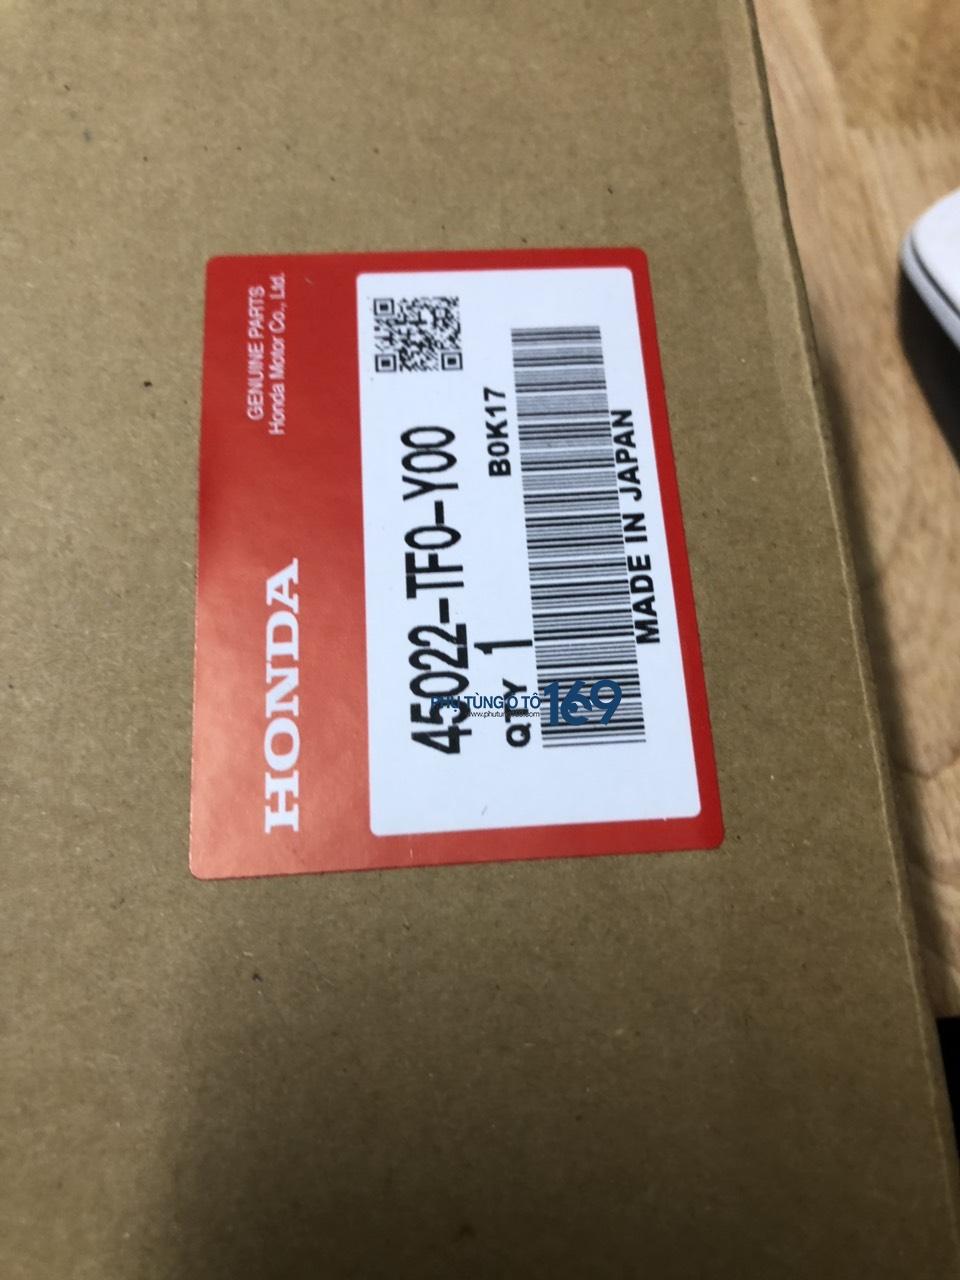 HONDA
GENUINE PARTS
Honda Motor Co., Ltd.
45022-TF0-Y00
QTY 1
B0K17
MADE IN JAPAN
PHỤ TÙNG Ô TÔ
169